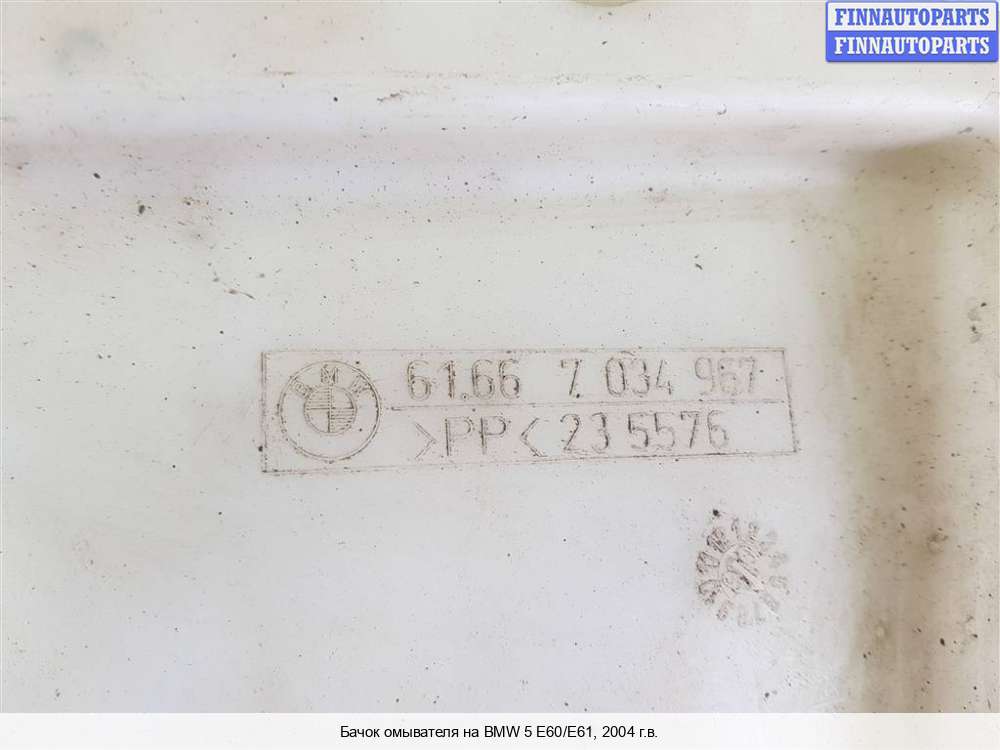 FINNAUTOPARTS
FINNAUTOPARTS
BMW
61.66 7 034 967
>PP< 23 5576
Бачок омывателя на BMW 5 E60/E61, 2004 г.в.